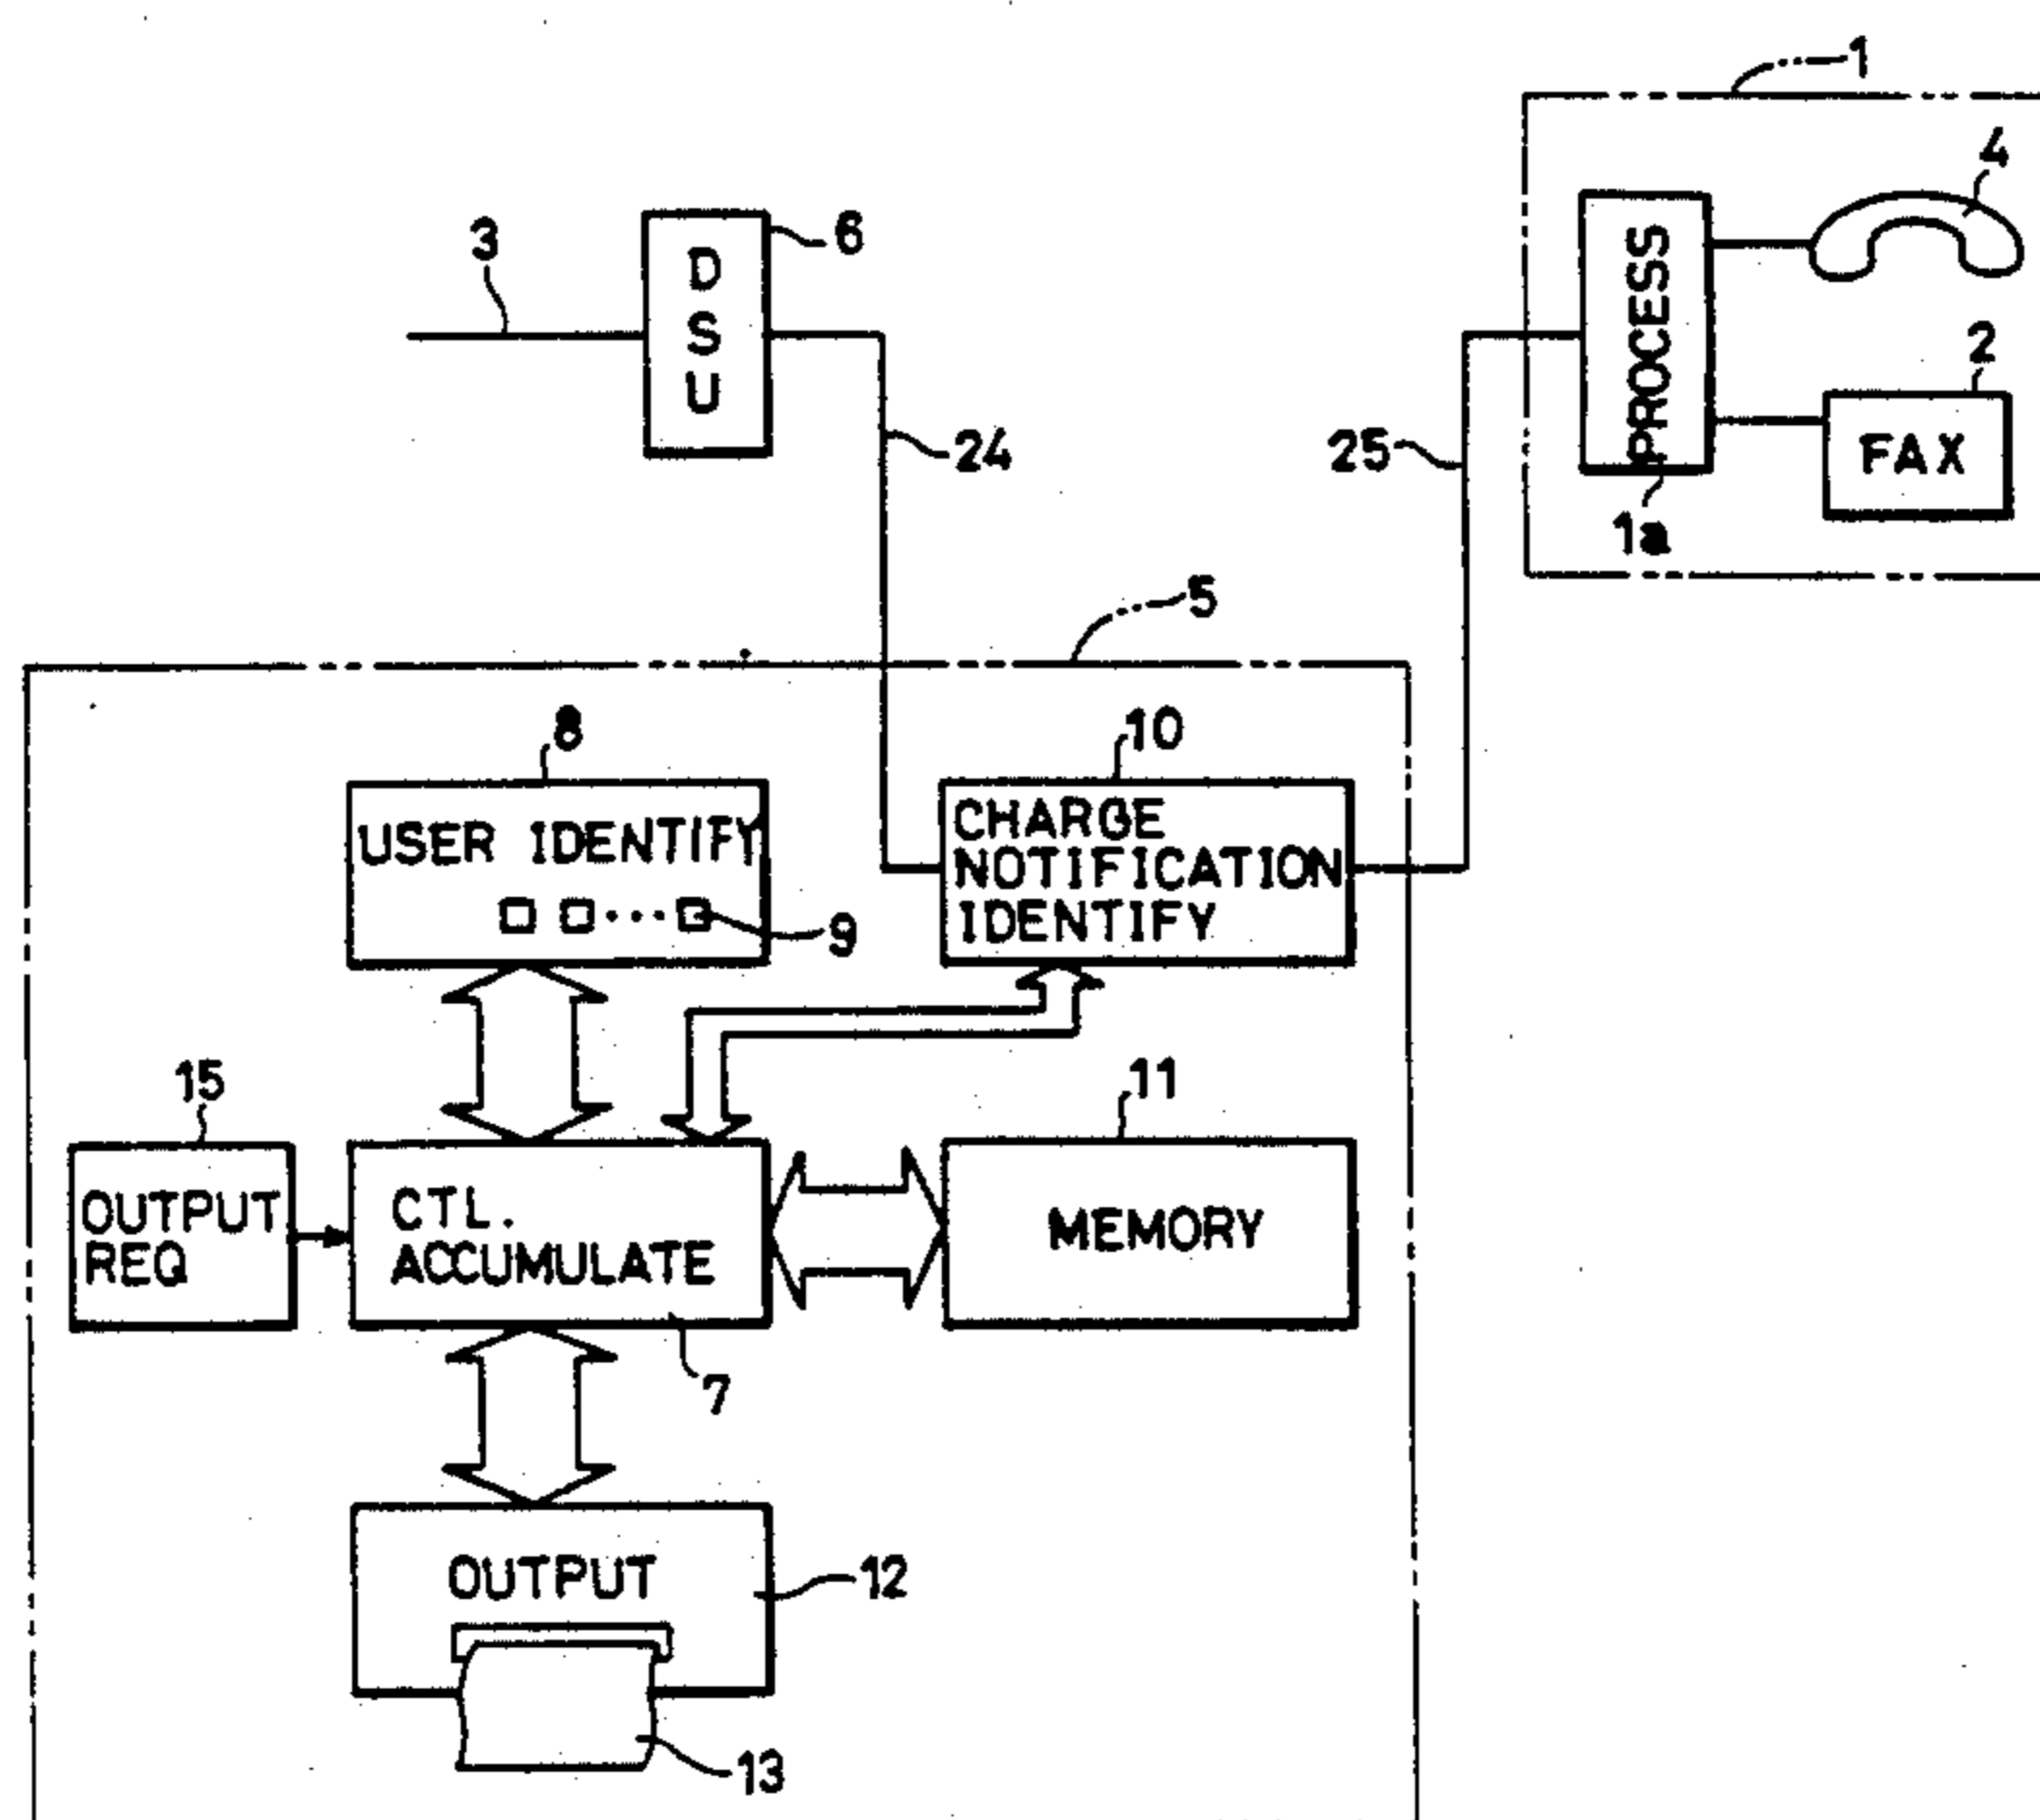 1
4
3
6
D
S
U
PROCESS
2
FAX
24
25
1a
5
8
10
USER IDENTIFY
9
CHARGE
NOTIFICATION
IDENTIFY
15
11
OUTPUT
REQ
CTL.
ACCUMULATE
MEMORY
7
OUTPUT
12
13